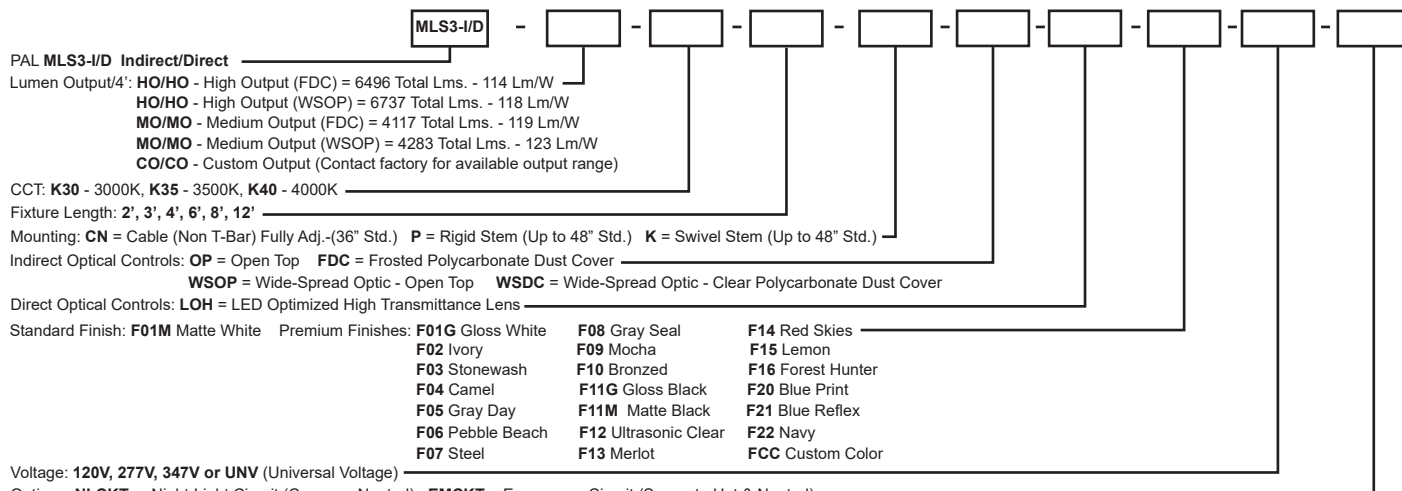 MLS3-I/D - - - - - - - - -
PAL MLS3-I/D Indirect/Direct
Lumen Output/4': HO/HO - High Output (FDC) = 6496 Total Lms. - 114 Lm/W
HO/HO - High Output (WSOP) = 6737 Total Lms. - 118 Lm/W
MO/MO - Medium Output (FDC) = 4117 Total Lms. - 119 Lm/W
MO/MO - Medium Output (WSOP) = 4283 Total Lms. - 123 Lm/W
CO/CO - Custom Output (Contact factory for available output range)
CCT: K30 - 3000K, K35 - 3500K, K40 - 4000K
Fixture Length: 2’, 3’, 4’, 6’, 8’, 12’
Mounting: CN = Cable (Non T-Bar) Fully Adj.-(36” Std.) P = Rigid Stem (Up to 48” Std.) K = Swivel Stem (Up to 48” Std.)
Indirect Optical Controls: OP = Open Top FDC = Frosted Polycarbonate Dust Cover
WSOP = Wide-Spread Optic - Open Top WSDC = Wide-Spread Optic - Clear Polycarbonate Dust Cover
Direct Optical Controls: LOH = LED Optimized High Transmittance Lens
Standard Finish: F01M Matte White Premium Finishes: F01G Gloss White F08 Gray Seal F14 Red Skies
F02 Ivory F09 Mocha F15 Lemon
F03 Stonewash F10 Bronzed F16 Forest Hunter
F04 Camel F11G Gloss Black F20 Blue Print
F05 Gray Day F11M Matte Black F21 Blue Reflex
F06 Pebble Beach F12 Ultrasonic Clear F22 Navy
F07 Steel F13 Merlot FCC Custom Color
Voltage: 120V, 277V, 347V or UNV (Universal Voltage)